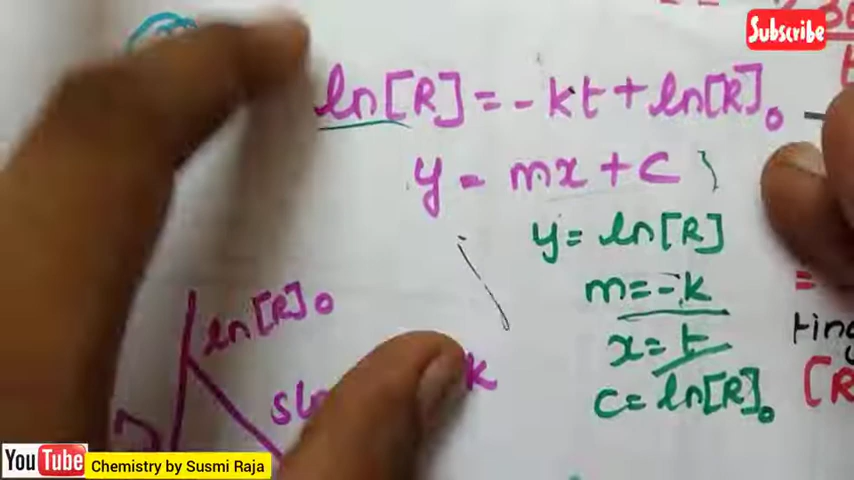 Subscribe
ln[R] = -kt + ln[R]₀
y = mx + c
y = ln[R]
m = -k
x = t
c = ln[R]₀
ln[R]₀
k
[R
YouTube Chemistry by Susmi Raja